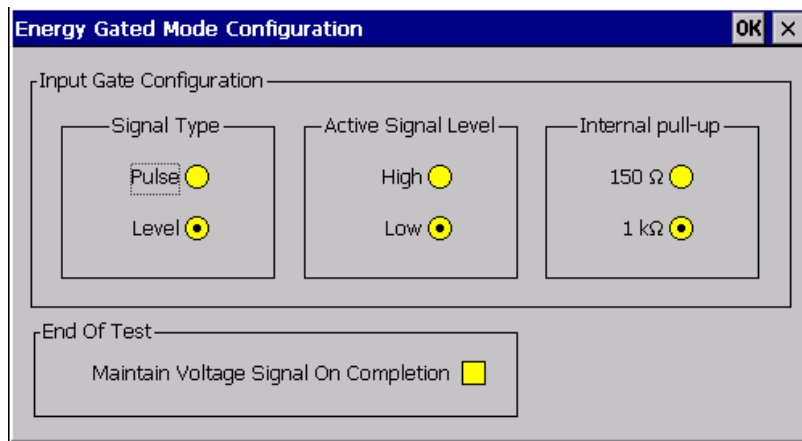 Energy Gated Mode Configuration OK
Input Gate Configuration
Signal Type
Pulse
Level
Active Signal Level
High
Low
Internal pull-up
150 Ω
1 kΩ
End Of Test
Maintain Voltage Signal On Completion